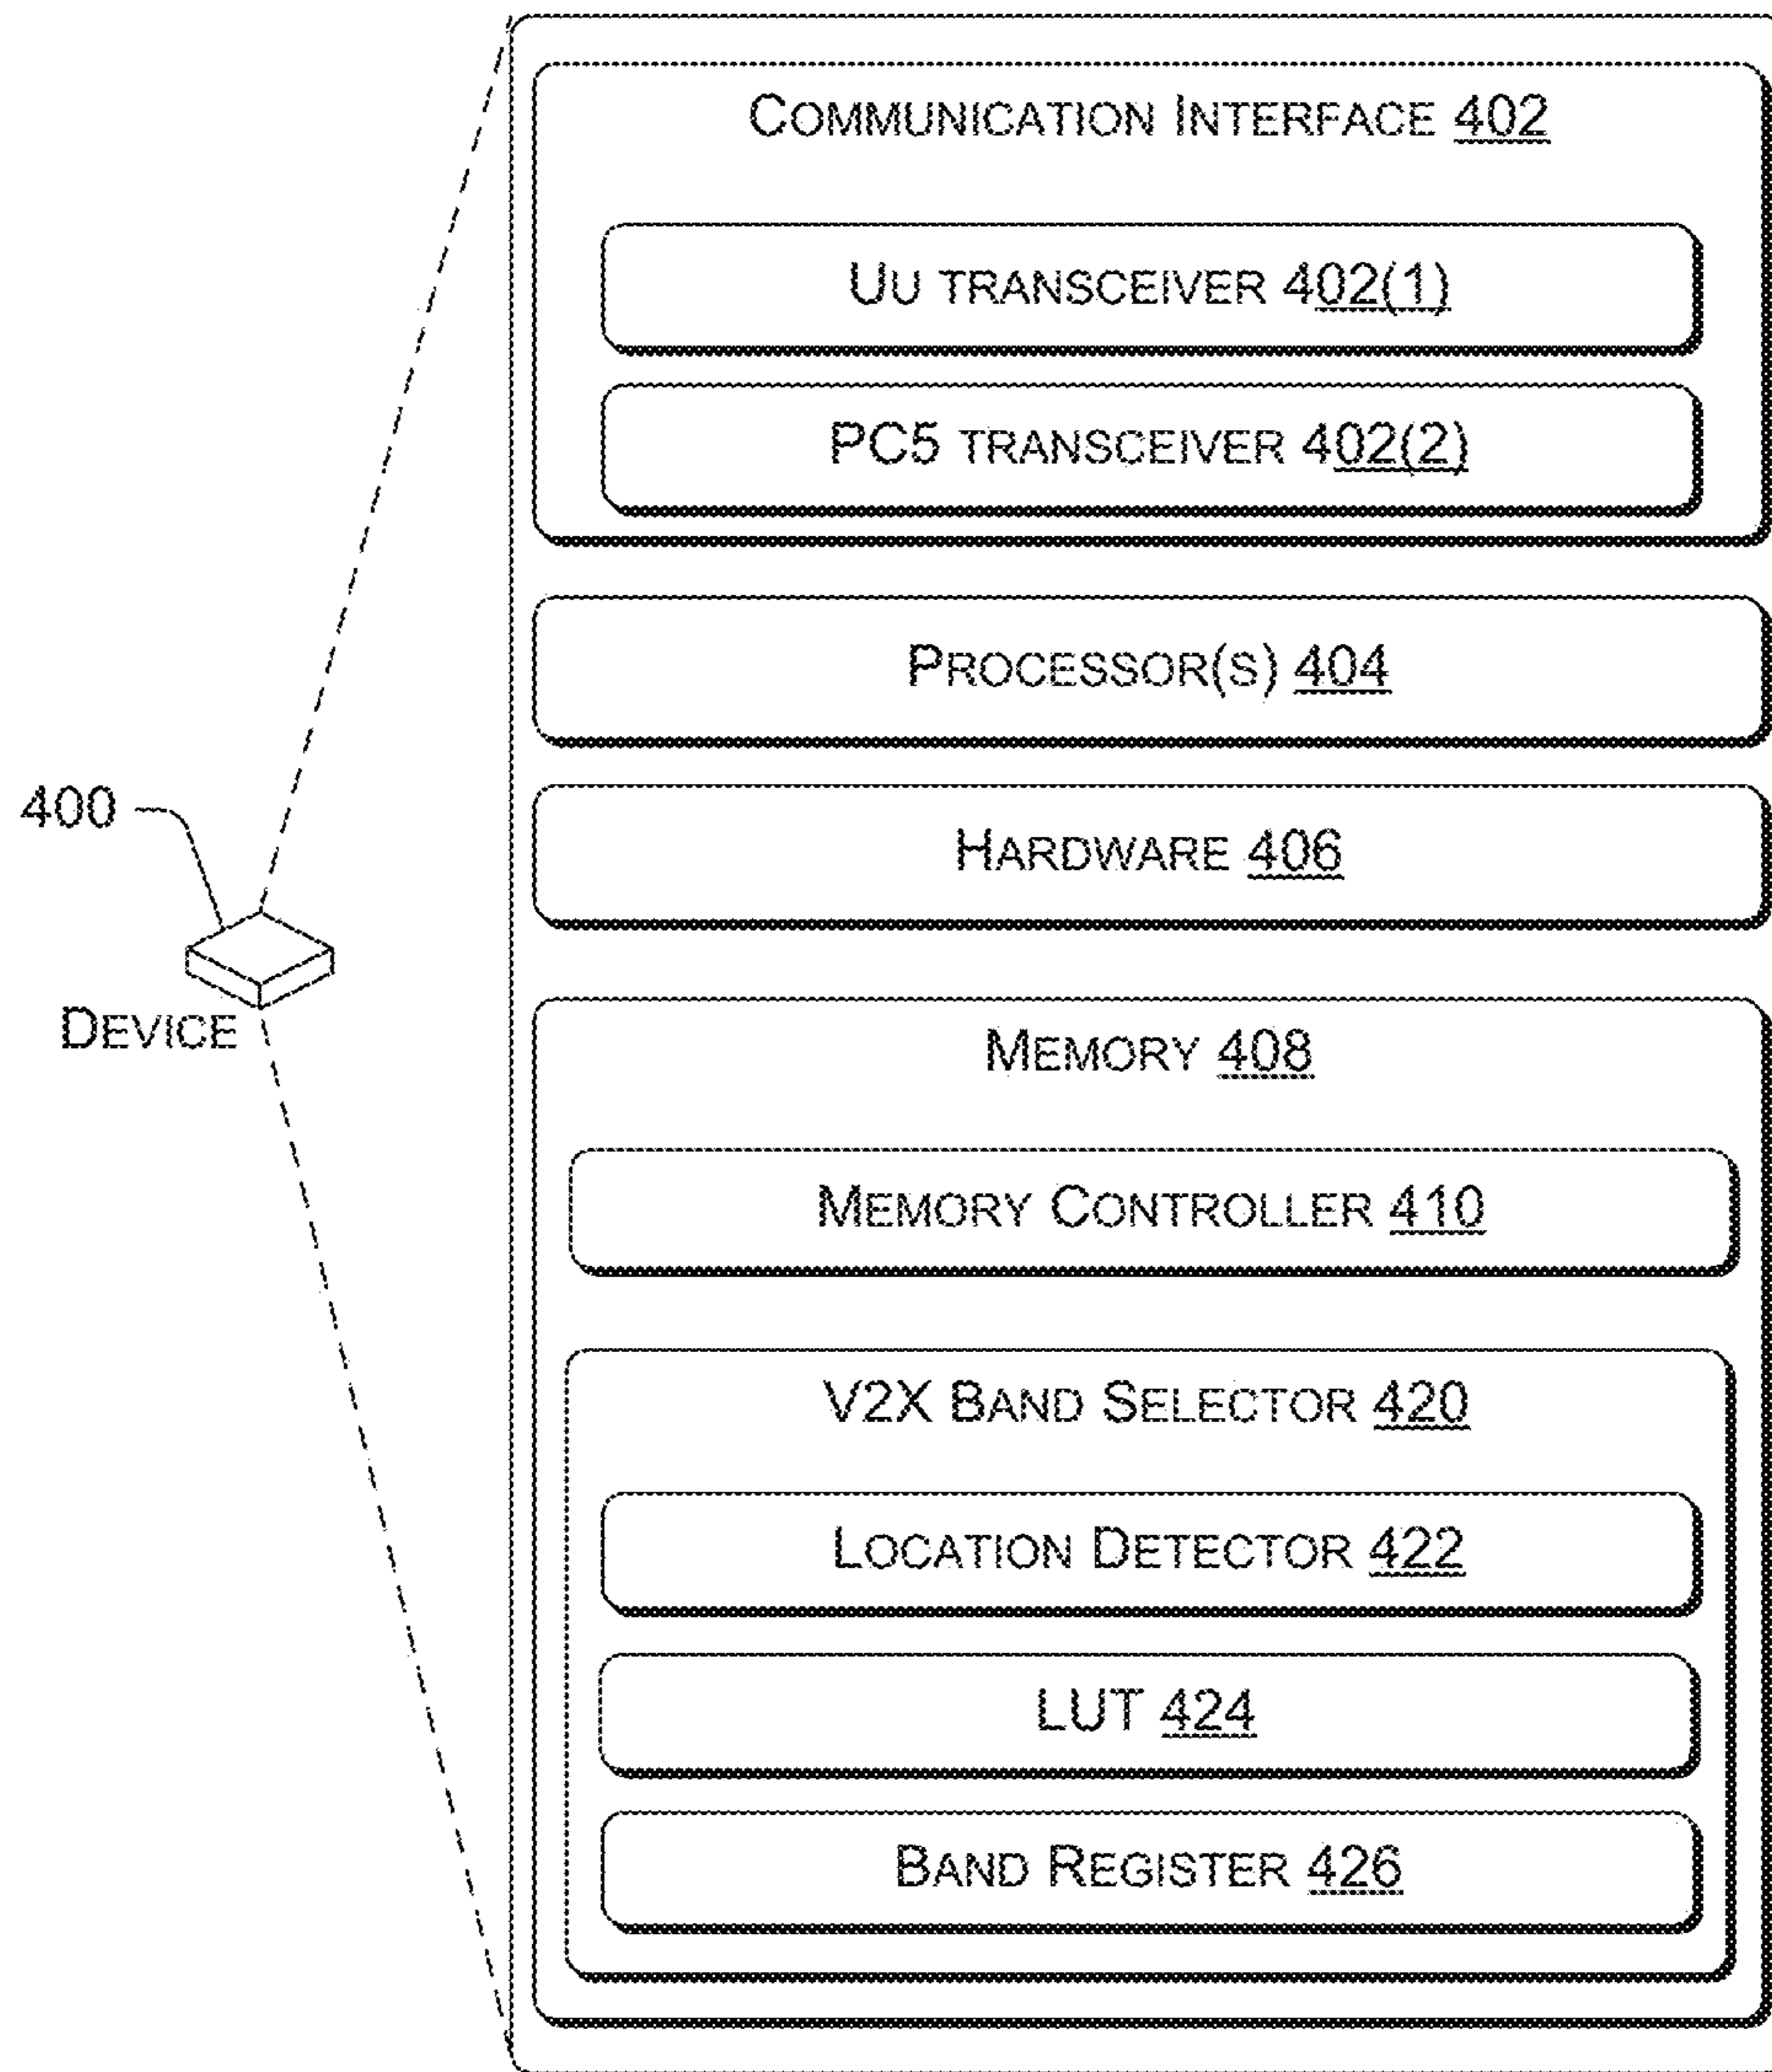 COMMUNICATION INTERFACE 402
UU TRANSCEIVER 402(1)
PC5 TRANSCEIVER 402(2)
PROCESSOR(S) 404
HARDWARE 406
400
DEVICE
MEMORY 408
MEMORY CONTROLLER 410
V2X BAND SELECTOR 420
LOCATION DETECTOR 422
LUT 424
BAND REGISTER 426